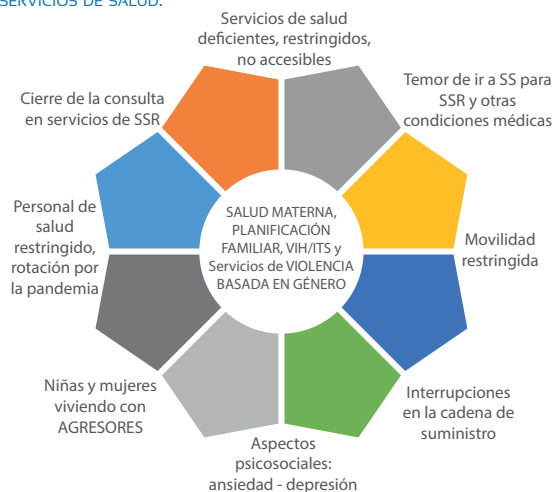 SERVICIOS DE SALUD.
Servicios de salud
deficientes, restringidos,
no accesibles
Temor de ir a SS para
SSR y otras
condiciones médicas
Movilidad
restringida
Interrupciones
en la cadena de
suministro
Aspectos
psicosociales:
ansiedad - depresión
Niñas y mujeres
viviendo con
AGRESORES
Personal de
salud
restringido,
rotación por
la pandemia
Cierre de la consulta
en servicios de SSR
SALUD MATERNA,
PLANIFICACIÓN
FAMILIAR, VIH/ITS y
Servicios de VIOLENCIA
BASADA EN GÉNERO